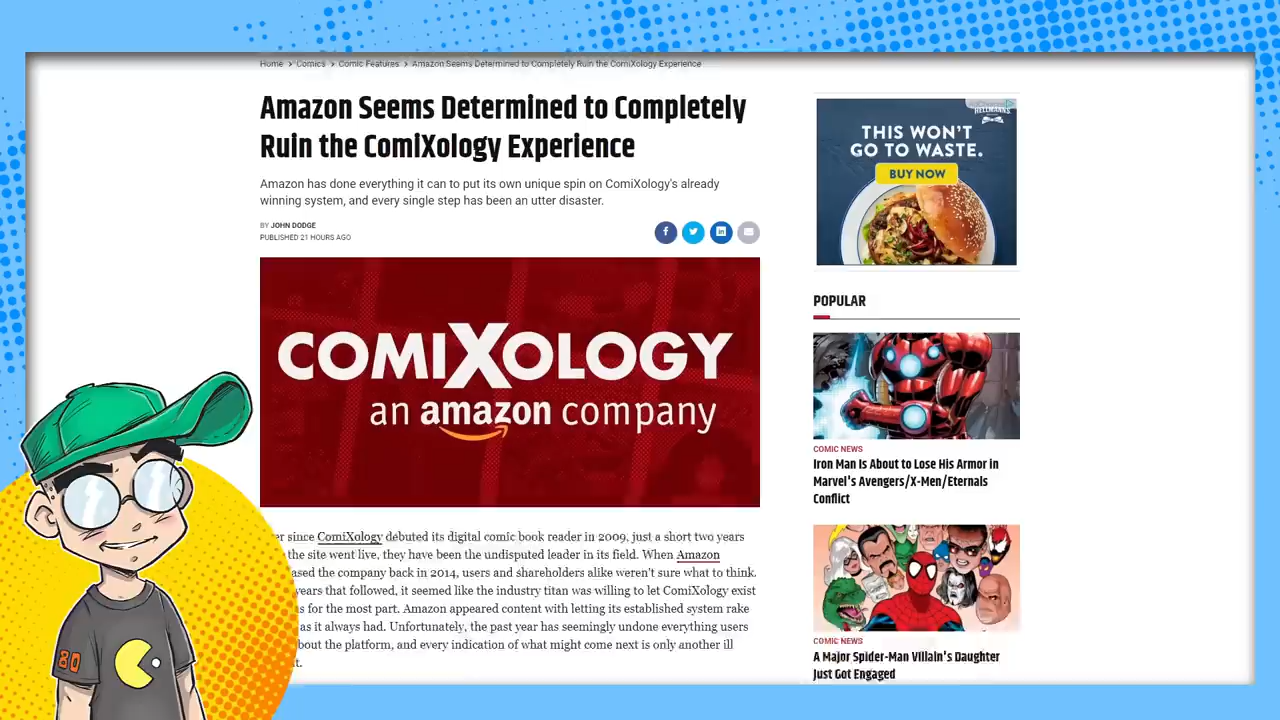 Home > Comics > Comic Features > Amazon Seems Determined to Completely Ruin the ComiXology Experience
Amazon Seems Determined to Completely
Ruin the ComiXology Experience
Amazon has done everything it can to put its own unique spin on ComiXology's already
winning system, and every single step has been an utter disaster.
BY JOHN DODGE
PUBLISHED 21 HOURS AGO
COMIXOLOGY
an amazon company
since ComiXology debuted its digital comic book reader in 2009, just a short two years
the site went live, they have been the undisputed leader in its field. When Amazon
the company back in 2014, users and shareholders alike weren't sure what to think.
years that followed, it seemed like the industry titan was willing to let ComiXology exist
for the most part. Amazon appeared content with letting its established system rake
as it always had. Unfortunately, the past year has seemingly undone everything users
the platform, and every indication of what might come next is only another ill
HELLMANN'S
THIS WON'T
GO TO WASTE.
BUY NOW
POPULAR
COMIC NEWS
Iron Man Is About to Lose His Armor in
Marvel's Avengers/X-Men/Eternals
Conflict
COMIC NEWS
A Major Spider-Man Villain's Daughter
Just Got Engaged
80